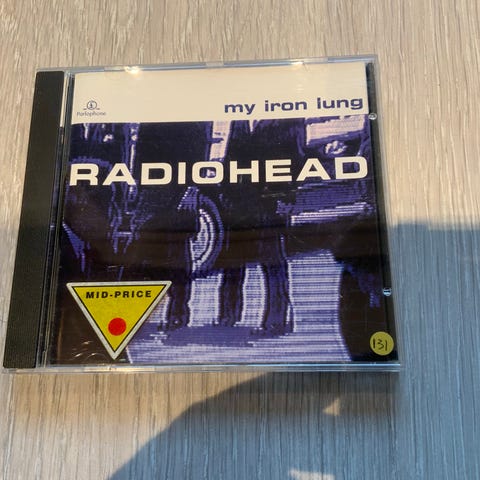 Parlophone
my iron lung
RADIOHEAD
MID-PRICE
131